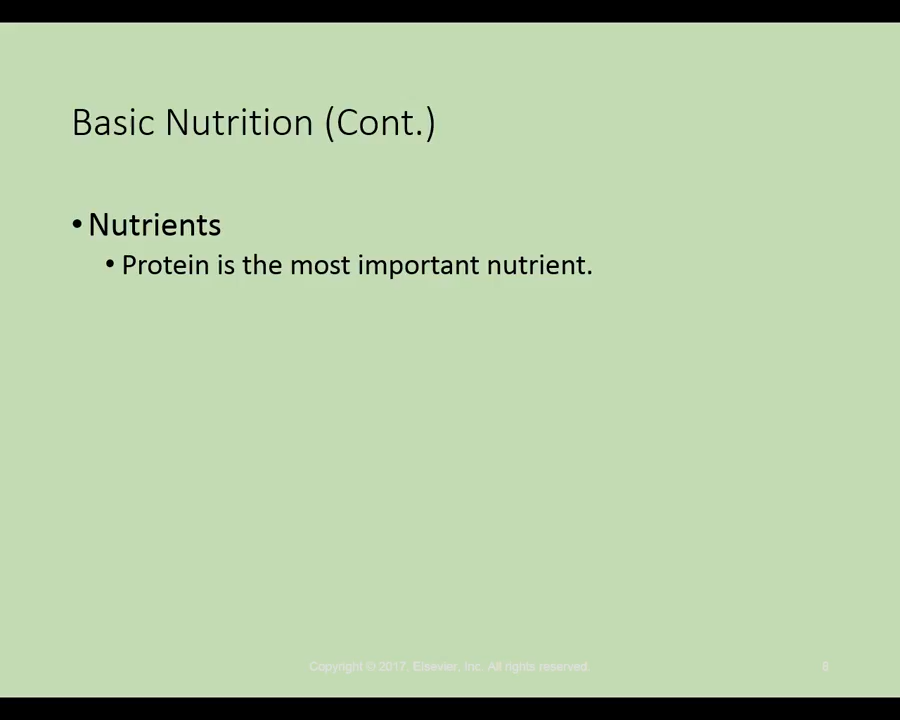 Basic Nutrition (Cont.)
• Nutrients
• Protein is the most important nutrient.
Copyright © 2017, Elsevier, Inc. All rights reserved. 6